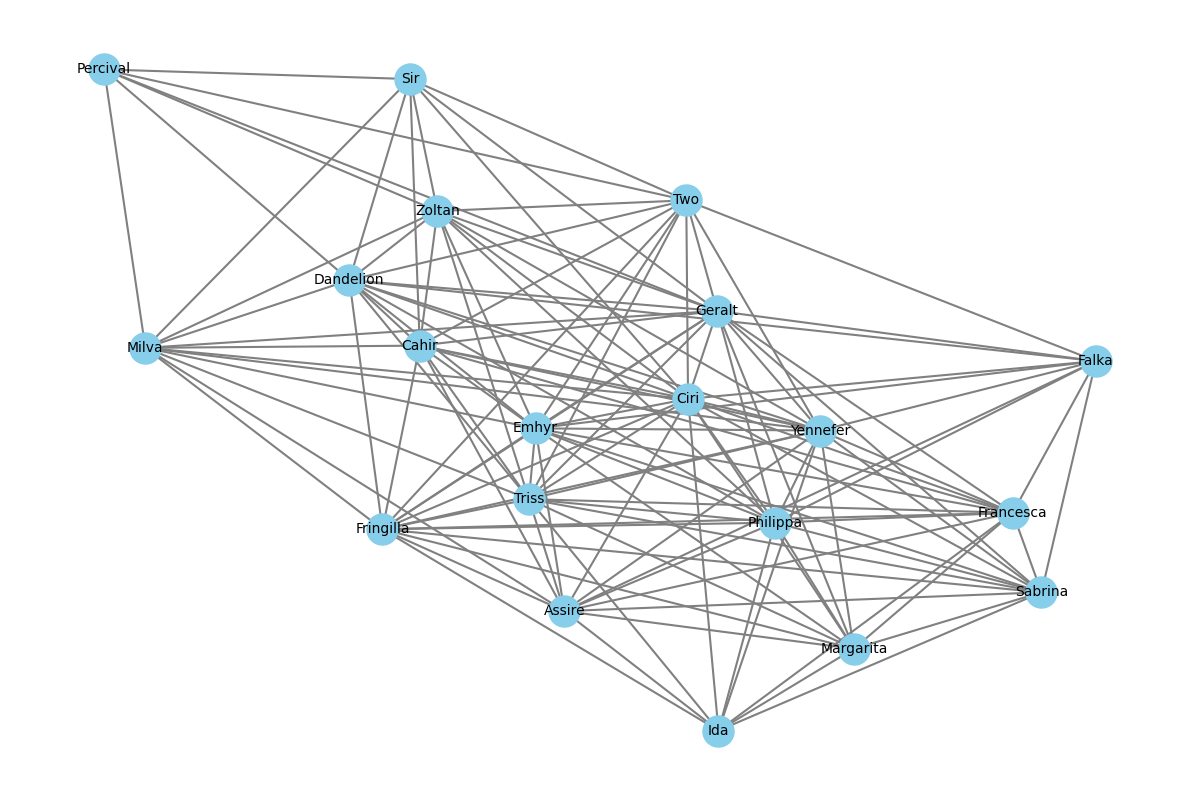 Percival
Sir
Two
Zoltan
Dandelion
Geralt
Milva
Cahir
Falka
Ciri
Emhyr
Yennefer
Triss
Francesca
Philippa
Fringilla
Sabrina
Assire
Margarita
Ida